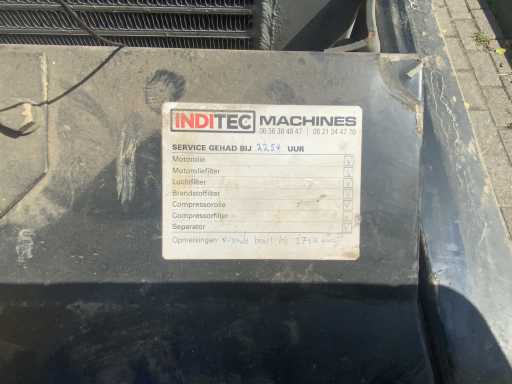 INDITEC MACHINES
06 36 38 48 47 | 06 21 24 47 70
SERVICE GEHAD BIJ 2254 UUR
Motorolie
Motoroliefilter
Luchtfilter
Brandstoffilter
Compressorolie
Compressorfilter
Separator
Opmerkingen